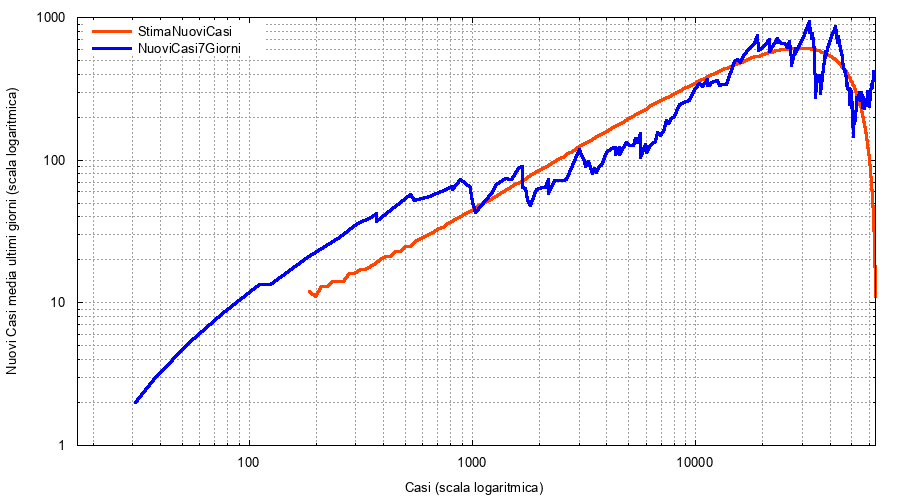 StimaNuoviCasi
NuoviCasi7Giorni
Nuovi Casi media ultimi giorni (scala logaritmica)
1000
100
10
1
100
1000
10000
Casi (scala logaritmica)